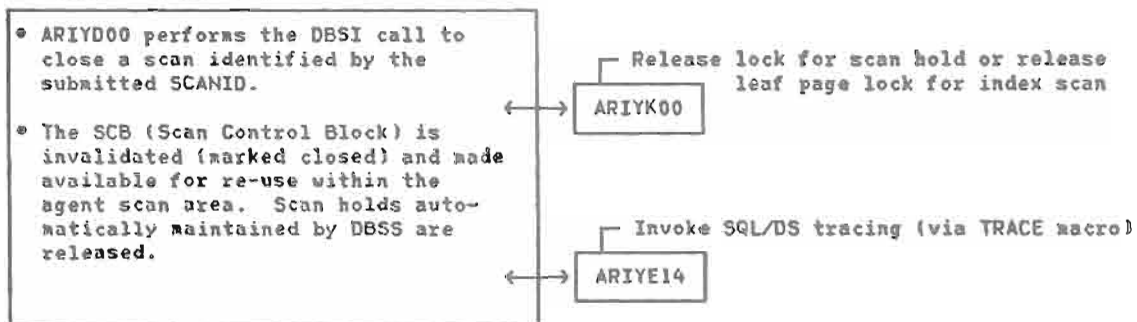 • ARIYD00 performs the DBSI call to
close a scan identified by the
submitted SCANID.
• The SCB (Scan Control Block) is
invalidated (marked closed) and made
available for re-use within the
agent scan area. Scan holds auto-
matically maintained by DBSS are
released.
Release lock for scan hold or release
leaf page lock for index scan
ARIYK00
Invoke SQL/DS tracing (via TRACE macro)
ARIYE14